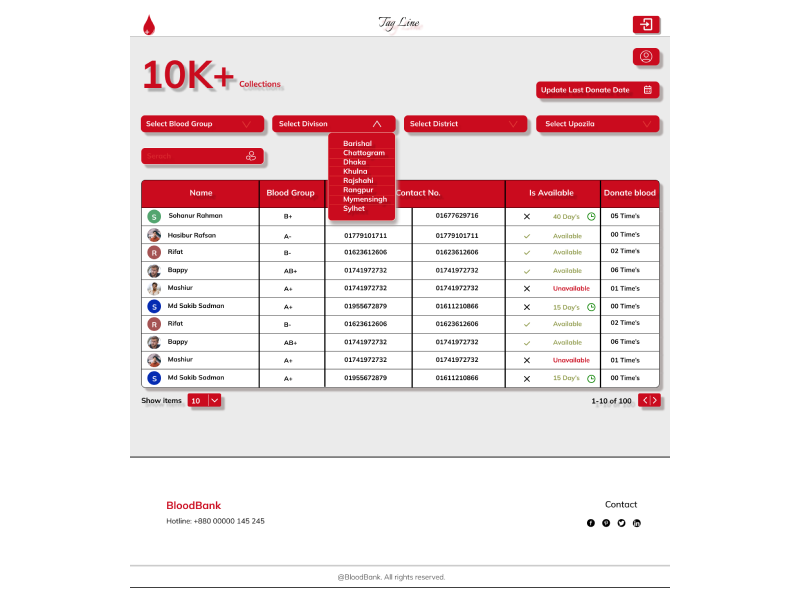 Tag Line
10K+ Collections
Update Last Donate Date
Select Blood Group
Select Divison
Select District
Select Upazila
Search
Barishal
Chattogram
Dhaka
Khulna
Rajshahi
Rangpur
Mymensingh
Sylhet
Name Blood Group Contact No. Is Available Donate blood
S Sohanur Rahman B+ 01677629716 40 Day's 05 Time's
Hasibur Rafsan A- 01779101711 01779101711 Available 00 Time's
R Rifat B- 01623612606 01623612606 Available 02 Time's
Bappy AB+ 01741972732 01741972732 Available 06 Time's
Mashiur A+ 01741972732 01741972732 Unavailable 01 Time's
S Md Sakib Sadman A+ 01955672879 01611210866 15 Day's 00 Time's
R Rifat B- 01623612606 01623612606 Available 02 Time's
Bappy AB+ 01741972732 01741972732 Available 06 Time's
Mashiur A+ 01741972732 01741972732 Unavailable 01 Time's
S Md Sakib Sadman A+ 01955672879 01611210866 15 Day's 00 Time's
Show items 10
1-10 of 100
BloodBank
Hotline: +880 00000 145 245
Contact
@BloodBank. All rights reserved.